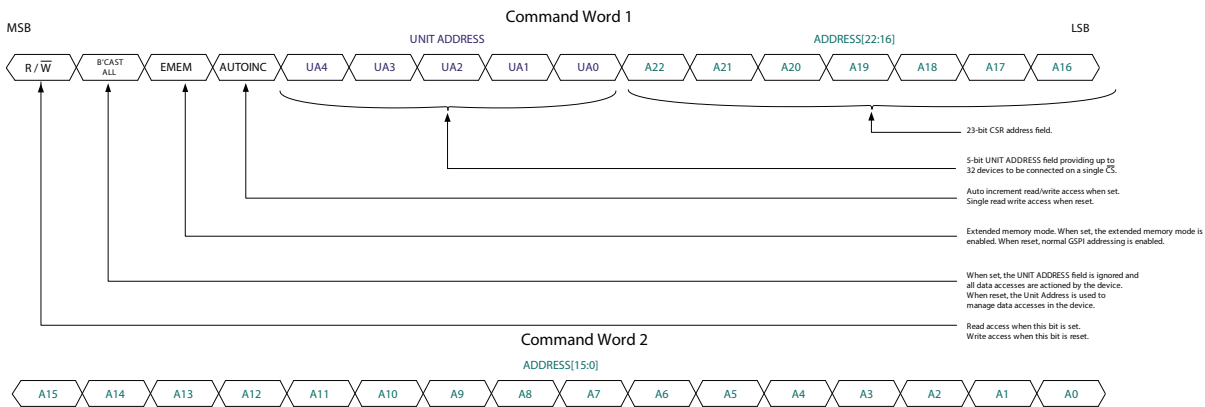 Command Word 1
MSB
LSB
UNIT ADDRESS
ADDRESS[22:16]
R / W̅
B'CAST ALL
EMEM
AUTOINC
UA4
UA3
UA2
UA1
UA0
A22
A21
A20
A19
A18
A17
A16
23-bit CSR address field.
5-bit UNIT ADDRESS field providing up to
32 devices to be connected on a single C̅S̅.
Auto increment read/write access when set.
Single read write access when reset.
Extended memory mode. When set, the extended memory mode is
enabled. When reset, normal GSPI addressing is enabled.
When set, the UNIT ADDRESS field is ignored and
all data accesses are actioned by the device.
When reset, the Unit Address is used to
manage data accesses in the device.
Read access when this bit is set.
Write access when this bit is reset.
Command Word 2
ADDRESS[15:0]
A15
A14
A13
A12
A11
A10
A9
A8
A7
A6
A5
A4
A3
A2
A1
A0